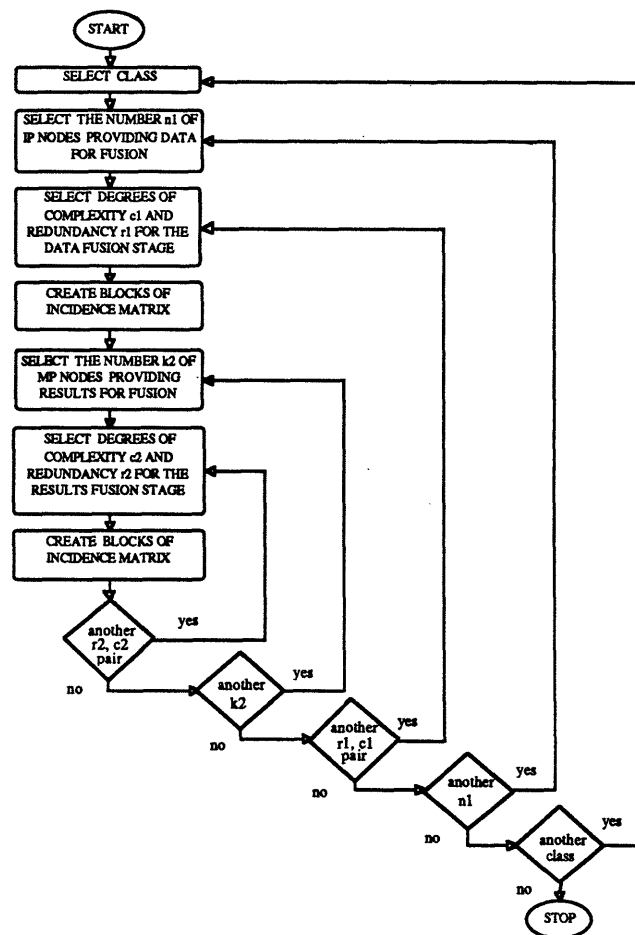 START
SELECT CLASS
SELECT THE NUMBER n1 OF
IP NODES PROVIDING DATA
FOR FUSION
SELECT DEGREES OF
COMPLEXITY c1 AND
REDUNDANCY r1 FOR THE
DATA FUSION STAGE
CREATE BLOCKS OF
INCIDENCE MATRIX
SELECT THE NUMBER k2 OF
MP NODES PROVIDING
RESULTS FOR FUSION
SELECT DEGREES OF
COMPLEXITY c2 AND
REDUNDANCY r2 FOR THE
RESULTS FUSION STAGE
CREATE BLOCKS OF
INCIDENCE MATRIX
another
r2, c2
pair
yes
no
another
k2
yes
no
another
r1, c1
pair
yes
no
another
n1
yes
no
another
class
yes
no
STOP